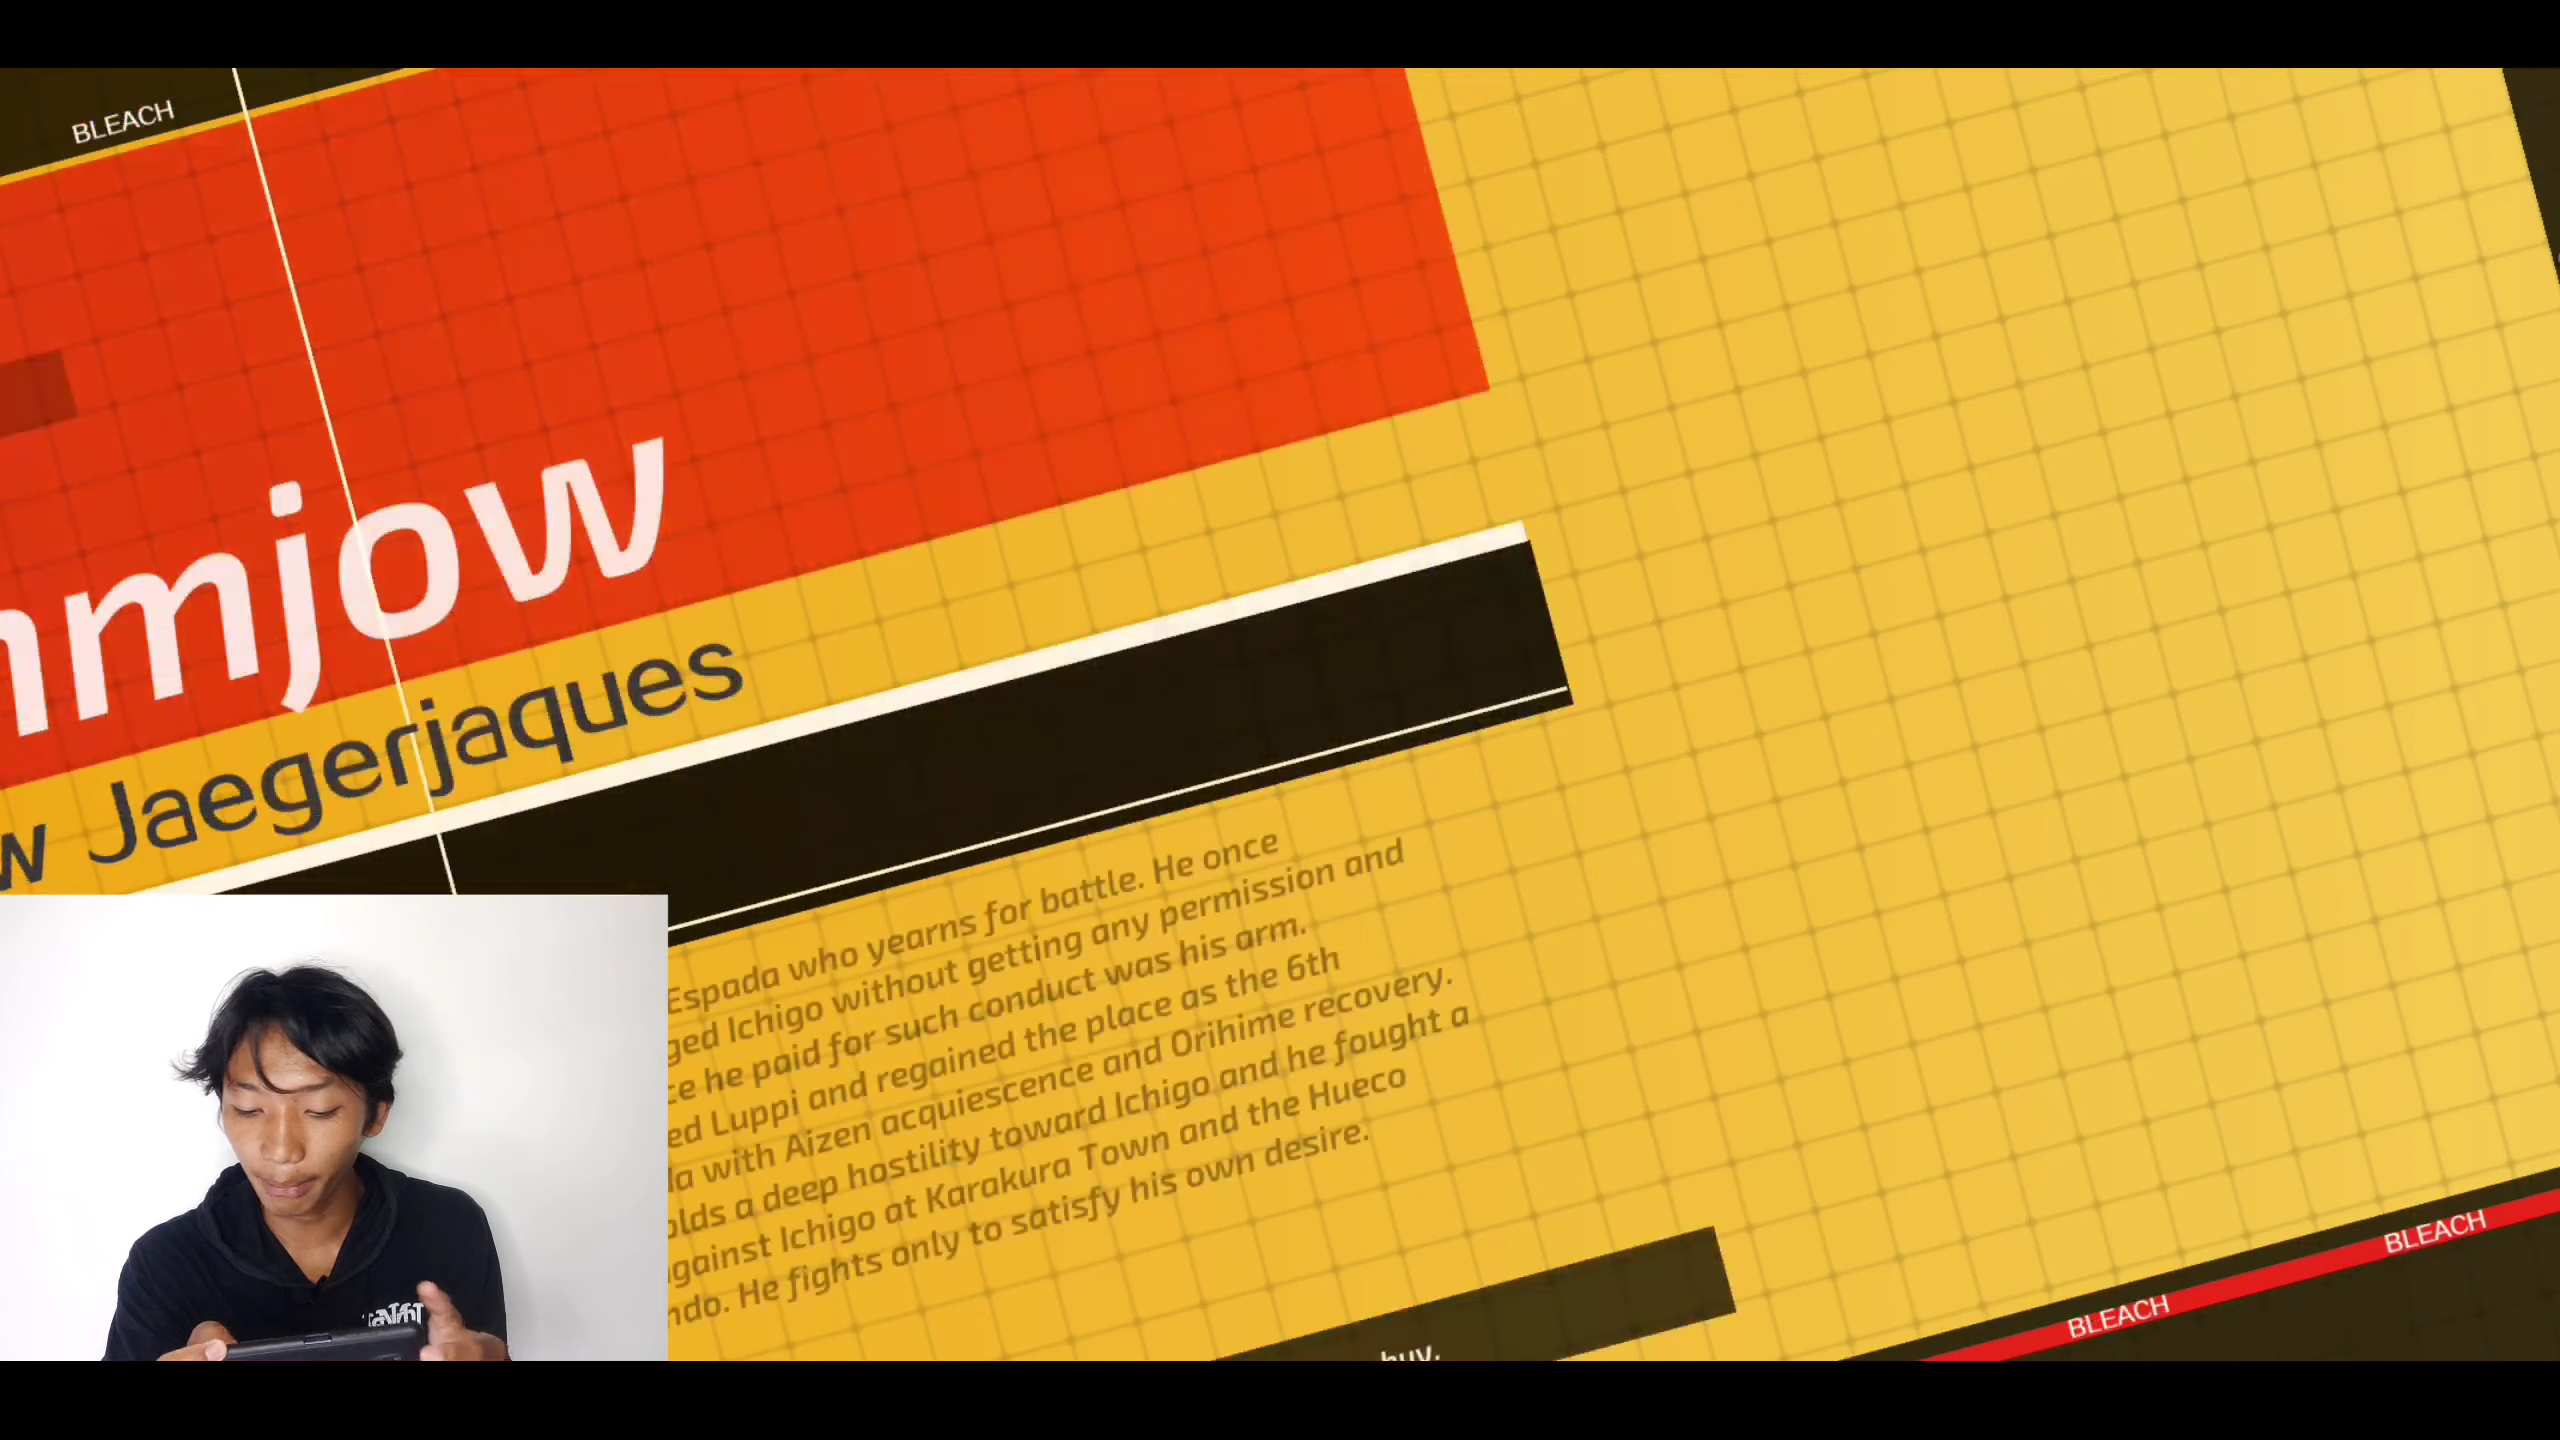 BLEACH
mjow
Jaegerjaques
Espada who yearns for battle. He once
ged Ichigo without getting any permission and
ce he paid for such conduct was his arm.
ed Luppi and regained the place as the 6th
da with Aizen acquiescence and Orihime recovery.
olds a deep hostility toward Ichigo and he fought a
gainst Ichigo at Karakura Town and the Hueco
ndo. He fights only to satisfy his own desire.
BLEACH
BLEACH